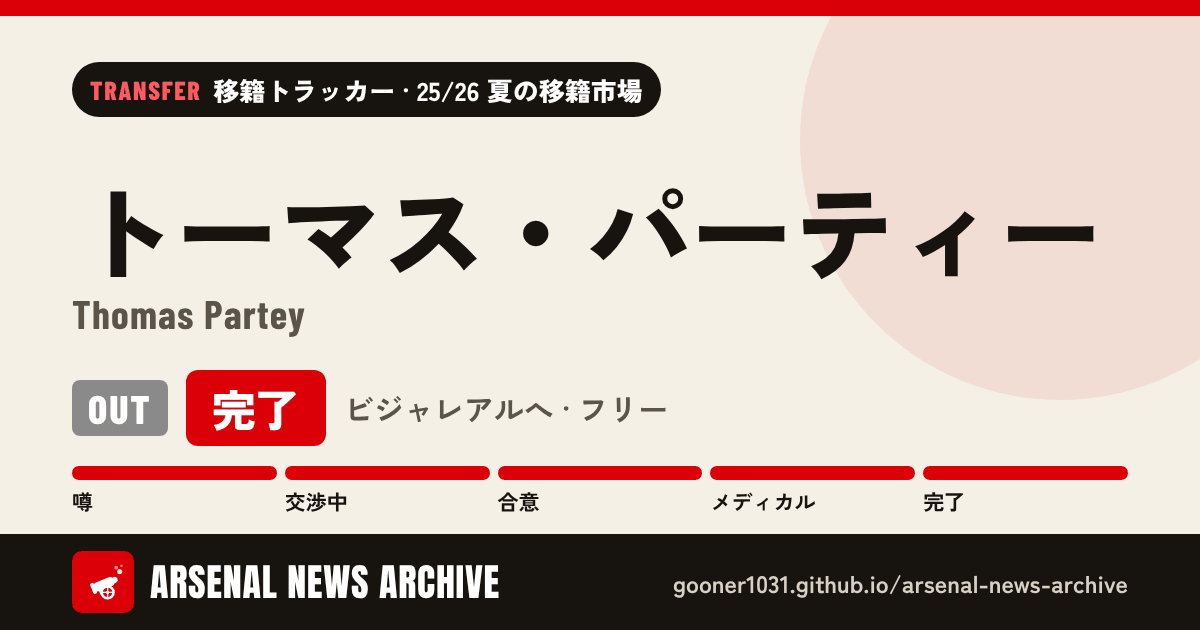 TRANSFER 移籍トラッカー · 25/26 夏の移籍市場
トーマス・パーティー
Thomas Partey
OUT 完了 ビジャレアルへ · フリー
噂 交渉中 合意 メディカル 完了
ARSENAL NEWS ARCHIVE gooner1031.github.io/arsenal-news-archive